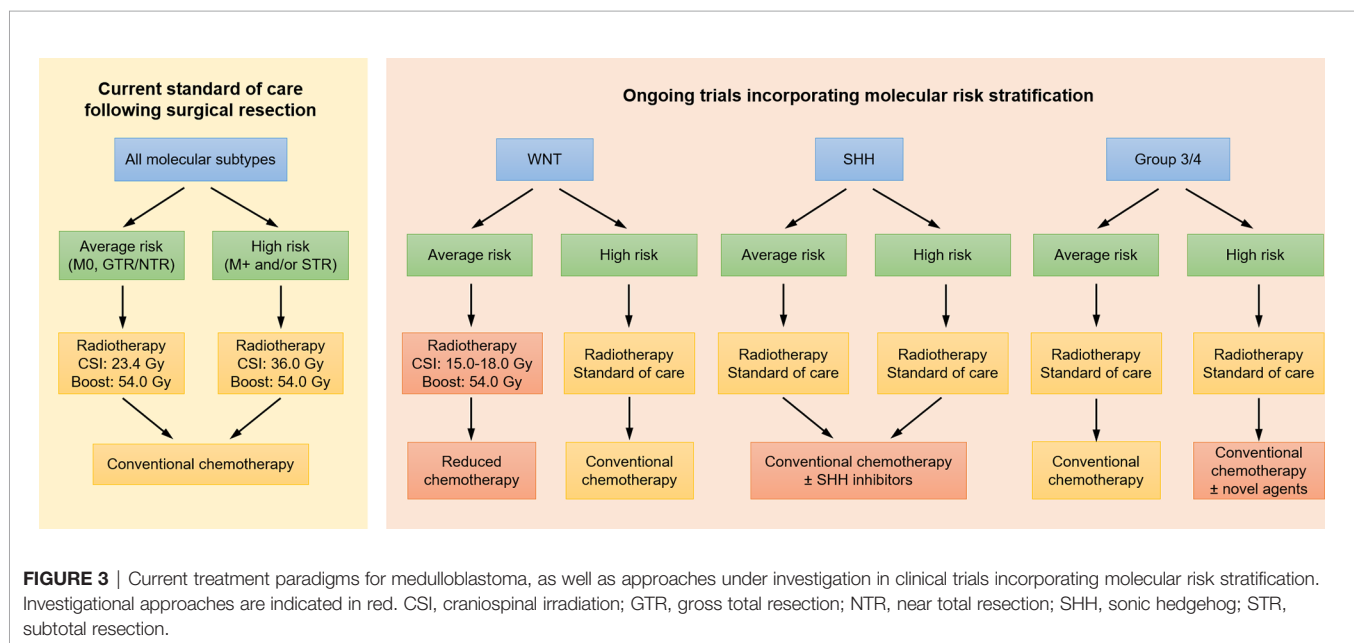 Current standard of care
following surgical resection
All molecular subtypes
Average risk
(M0, GTR/NTR)
High risk
(M+ and/or STR)
Radiotherapy
CSI: 23.4 Gy
Boost: 54.0 Gy
Radiotherapy
CSI: 36.0 Gy
Boost: 54.0 Gy
Conventional chemotherapy
Ongoing trials incorporating molecular risk stratification
WNT
SHH
Group 3/4
Average risk
High risk
Average risk
High risk
Average risk
High risk
Radiotherapy
CSI: 15.0-18.0 Gy
Boost: 54.0 Gy
Radiotherapy
Standard of care
Radiotherapy
Standard of care
Radiotherapy
Standard of care
Radiotherapy
Standard of care
Radiotherapy
Standard of care
Reduced
chemotherapy
Conventional
chemotherapy
Conventional chemotherapy
± SHH inhibitors
Conventional
chemotherapy
Conventional
chemotherapy
± novel agents
FIGURE 3 | Current treatment paradigms for medulloblastoma, as well as approaches under investigation in clinical trials incorporating molecular risk stratification.
Investigational approaches are indicated in red. CSI, craniospinal irradiation; GTR, gross total resection; NTR, near total resection; SHH, sonic hedgehog; STR,
subtotal resection.